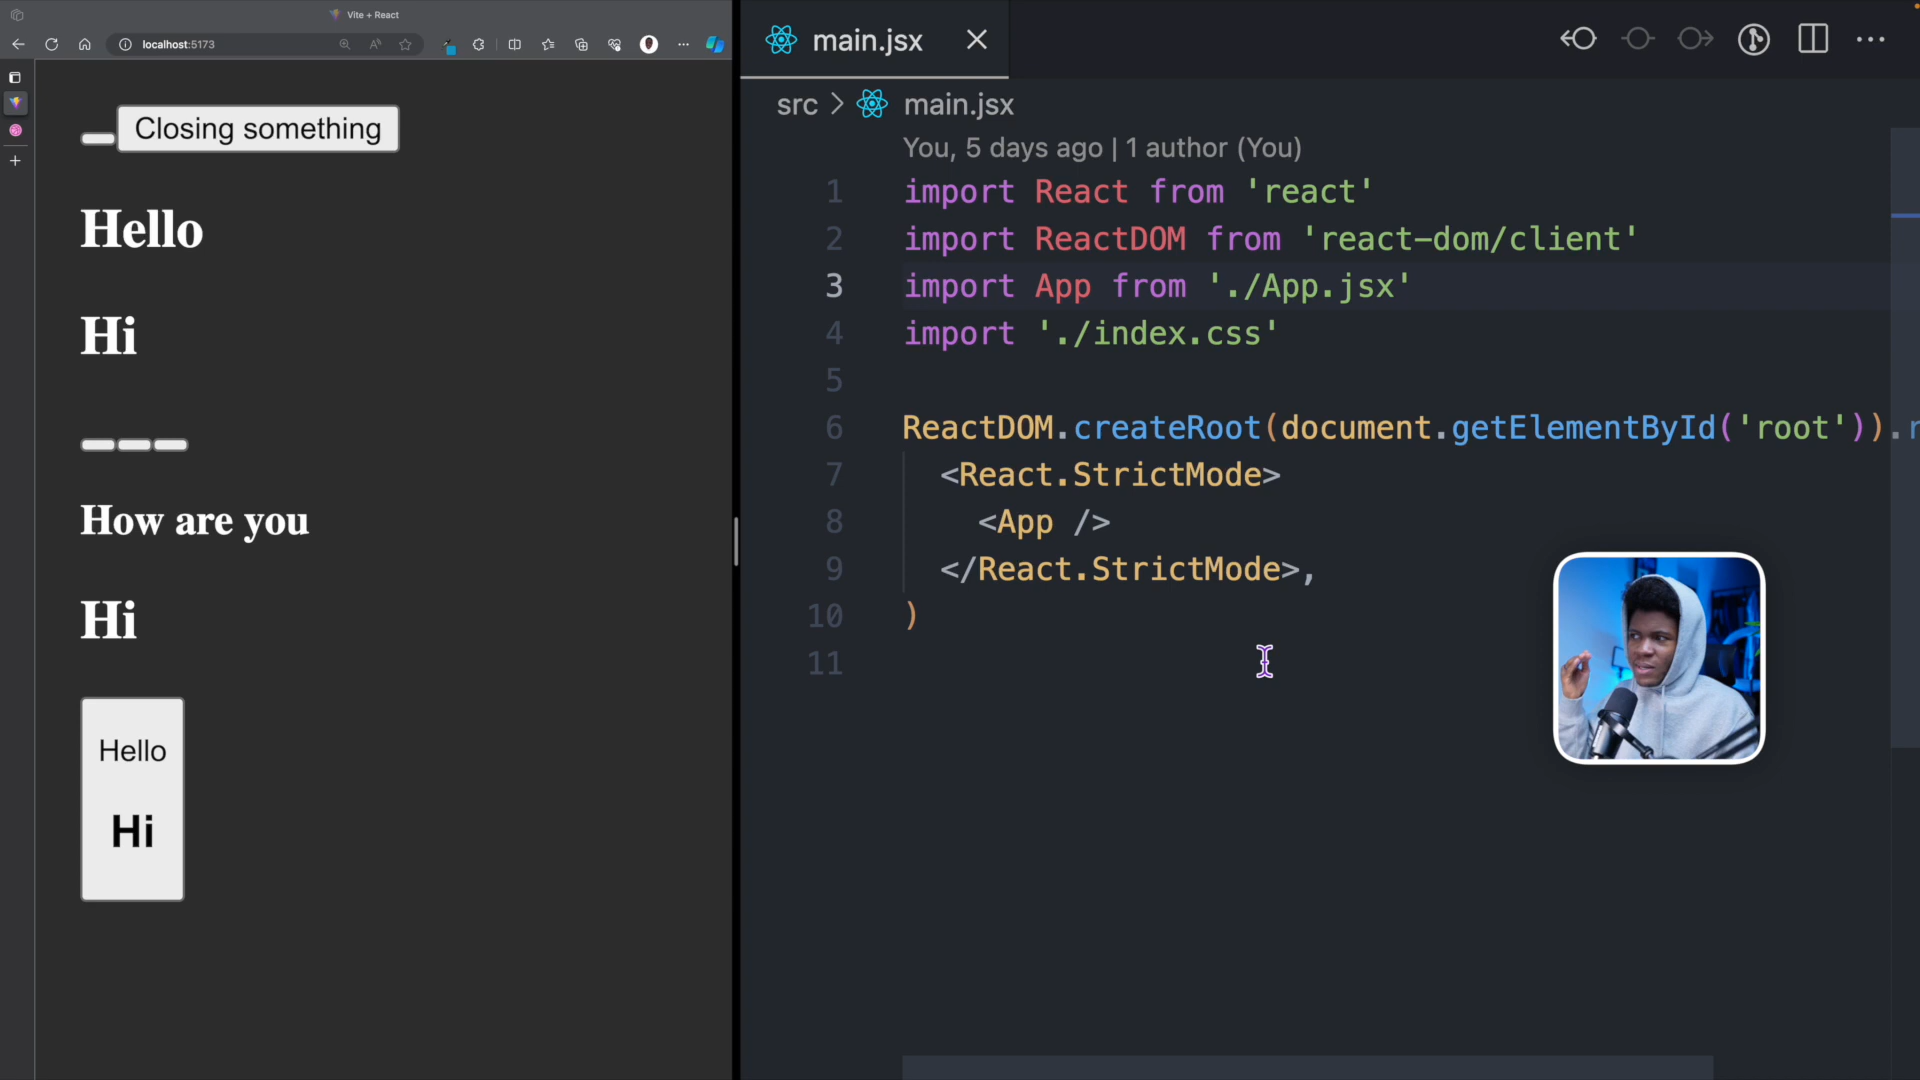 Vite + React
localhost:5173
Closing something
Hello
Hi
How are you
Hi
Hello
Hi
main.jsx
src > main.jsx
You, 5 days ago | 1 author (You)
1 import React from 'react'
2 import ReactDOM from 'react-dom/client'
3 import App from './App.jsx'
4 import './index.css'
5
6 ReactDOM.createRoot(document.getElementById('root')).r
7 <React.StrictMode>
8 <App />
9 </React.StrictMode>,
10 )
11